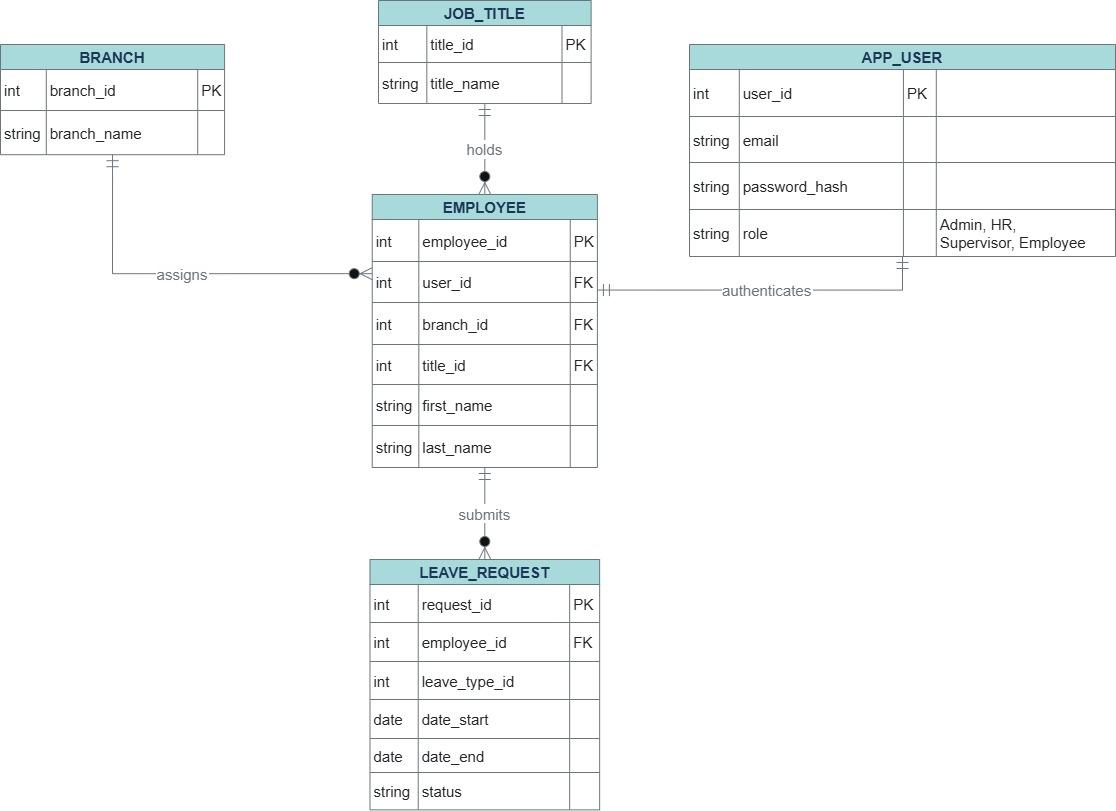 JOB_TITLE
int title_id PK
string title_name
BRANCH
int branch_id PK
string branch_name
APP_USER
int user_id PK
string email
string password_hash
string role Admin, HR,
Supervisor, Employee
holds
assigns
authenticates
EMPLOYEE
int employee_id PK
int user_id FK
int branch_id FK
int title_id FK
string first_name
string last_name
submits
LEAVE_REQUEST
int request_id PK
int employee_id FK
int leave_type_id
date date_start
date date_end
string status